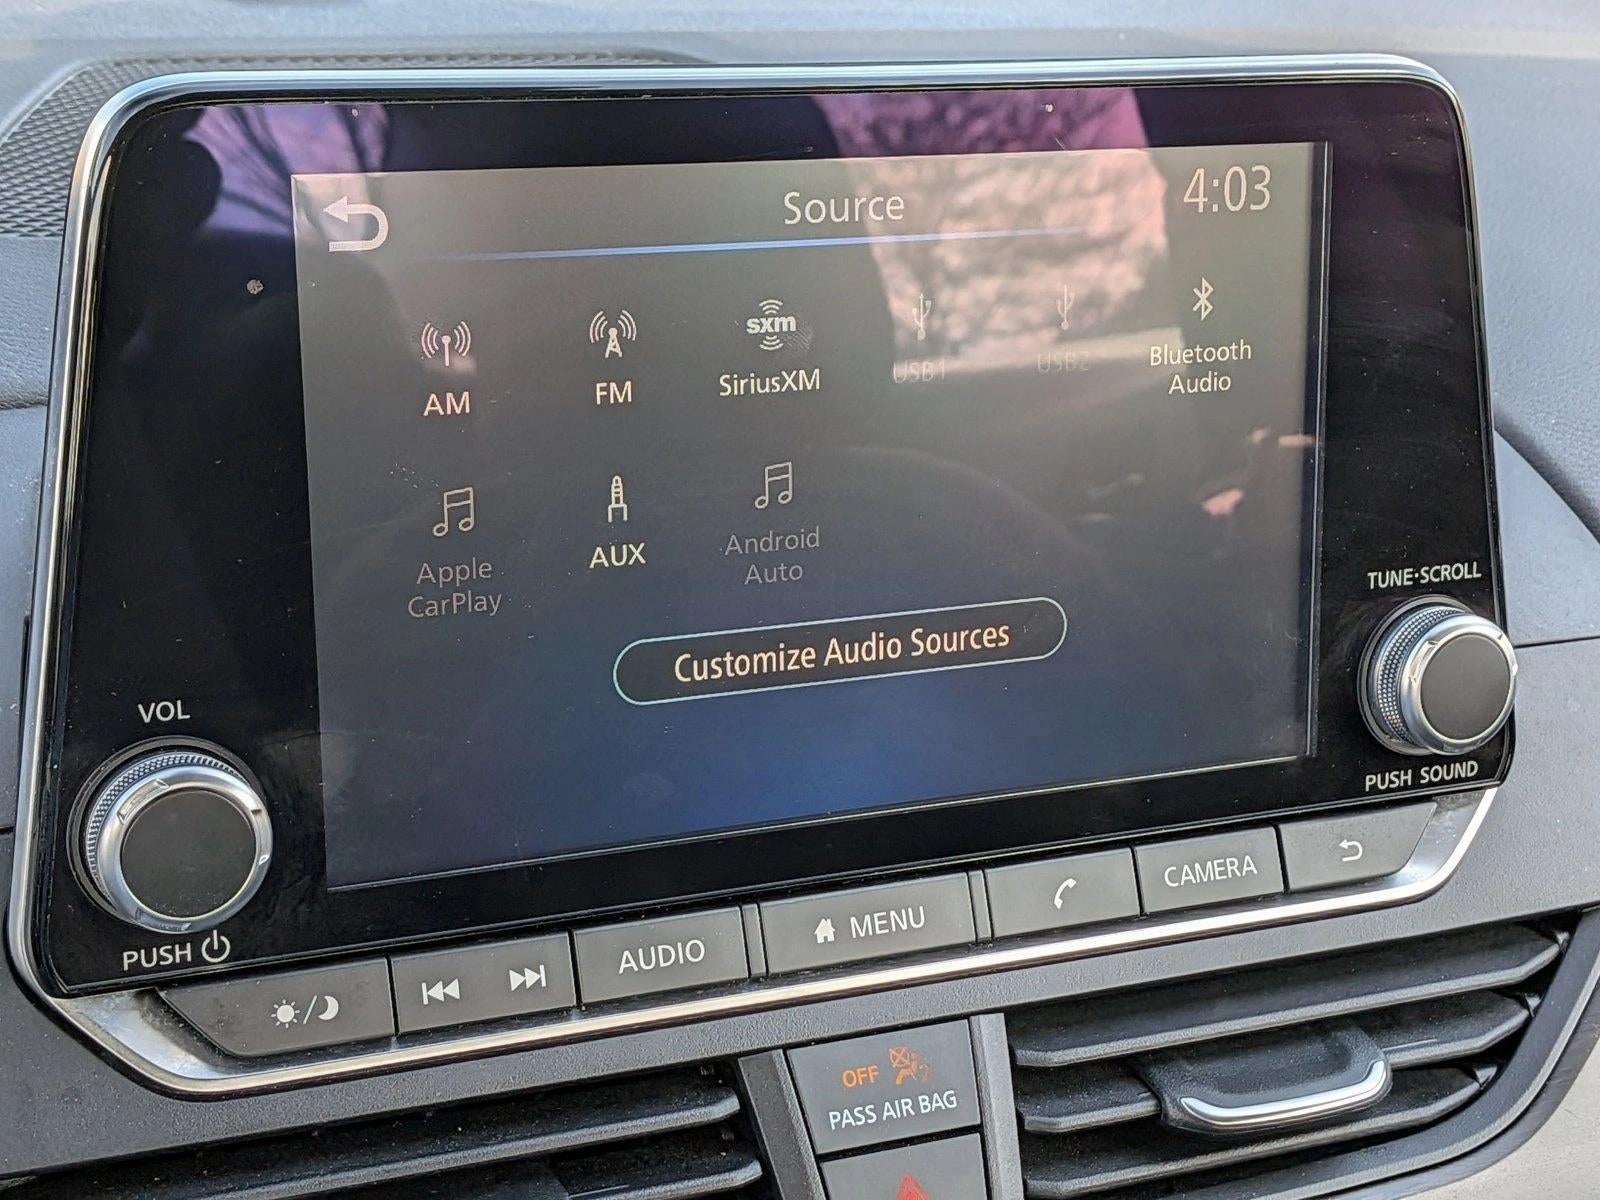 Source
4:03
sxm
AM
FM
SiriusXM
USB1
USB2
Bluetooth
Audio
Apple
CarPlay
AUX
Android
Auto
Customize Audio Sources
TUNE·SCROLL
PUSH SOUND
VOL
PUSH
AUDIO
MENU
CAMERA
OFF
PASS AIR BAG